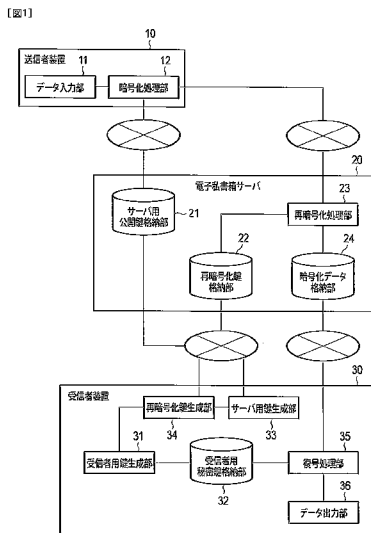 [図1]
10
送信者装置
11
12
データ入力部
暗号化処理部
20
電子私書箱サーバ
23
サーバ用
公開鍵格納部
21
再暗号化処理部
22
24
再暗号化鍵
格納部
暗号化データ
格納部
30
受信者装置
再暗号化鍵生成部
サーバ用鍵生成部
31
34
33
35
受信者用鍵生成部
受信者用
秘密鍵格納部
復号処理部
32
36
データ出力部